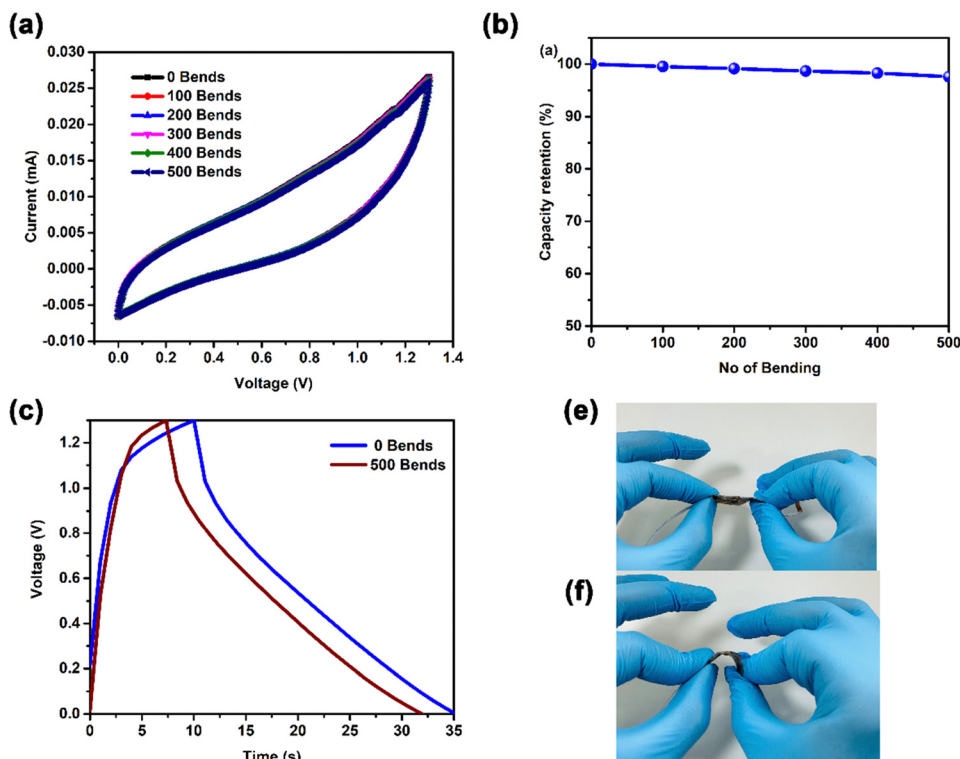 (a)
0.030
0.025
0.020
0.015
0.010
0.005
0.000
-0.005
-0.010
Current (mA)
0 Bends
100 Bends
200 Bends
300 Bends
400 Bends
500 Bends
0.0 0.2 0.4 0.6 0.8 1.0 1.2 1.4
Voltage (V)
(b)
(a)
100
90
80
70
60
50
Capacity retention (%)
0 100 200 300 400 500
No of Bending
(c)
1.2
1.0
0.8
0.6
0.4
0.2
0.0
Voltage (V)
0 Bends
500 Bends
0 5 10 15 20 25 30 35
Time (s)
(e)
(f)